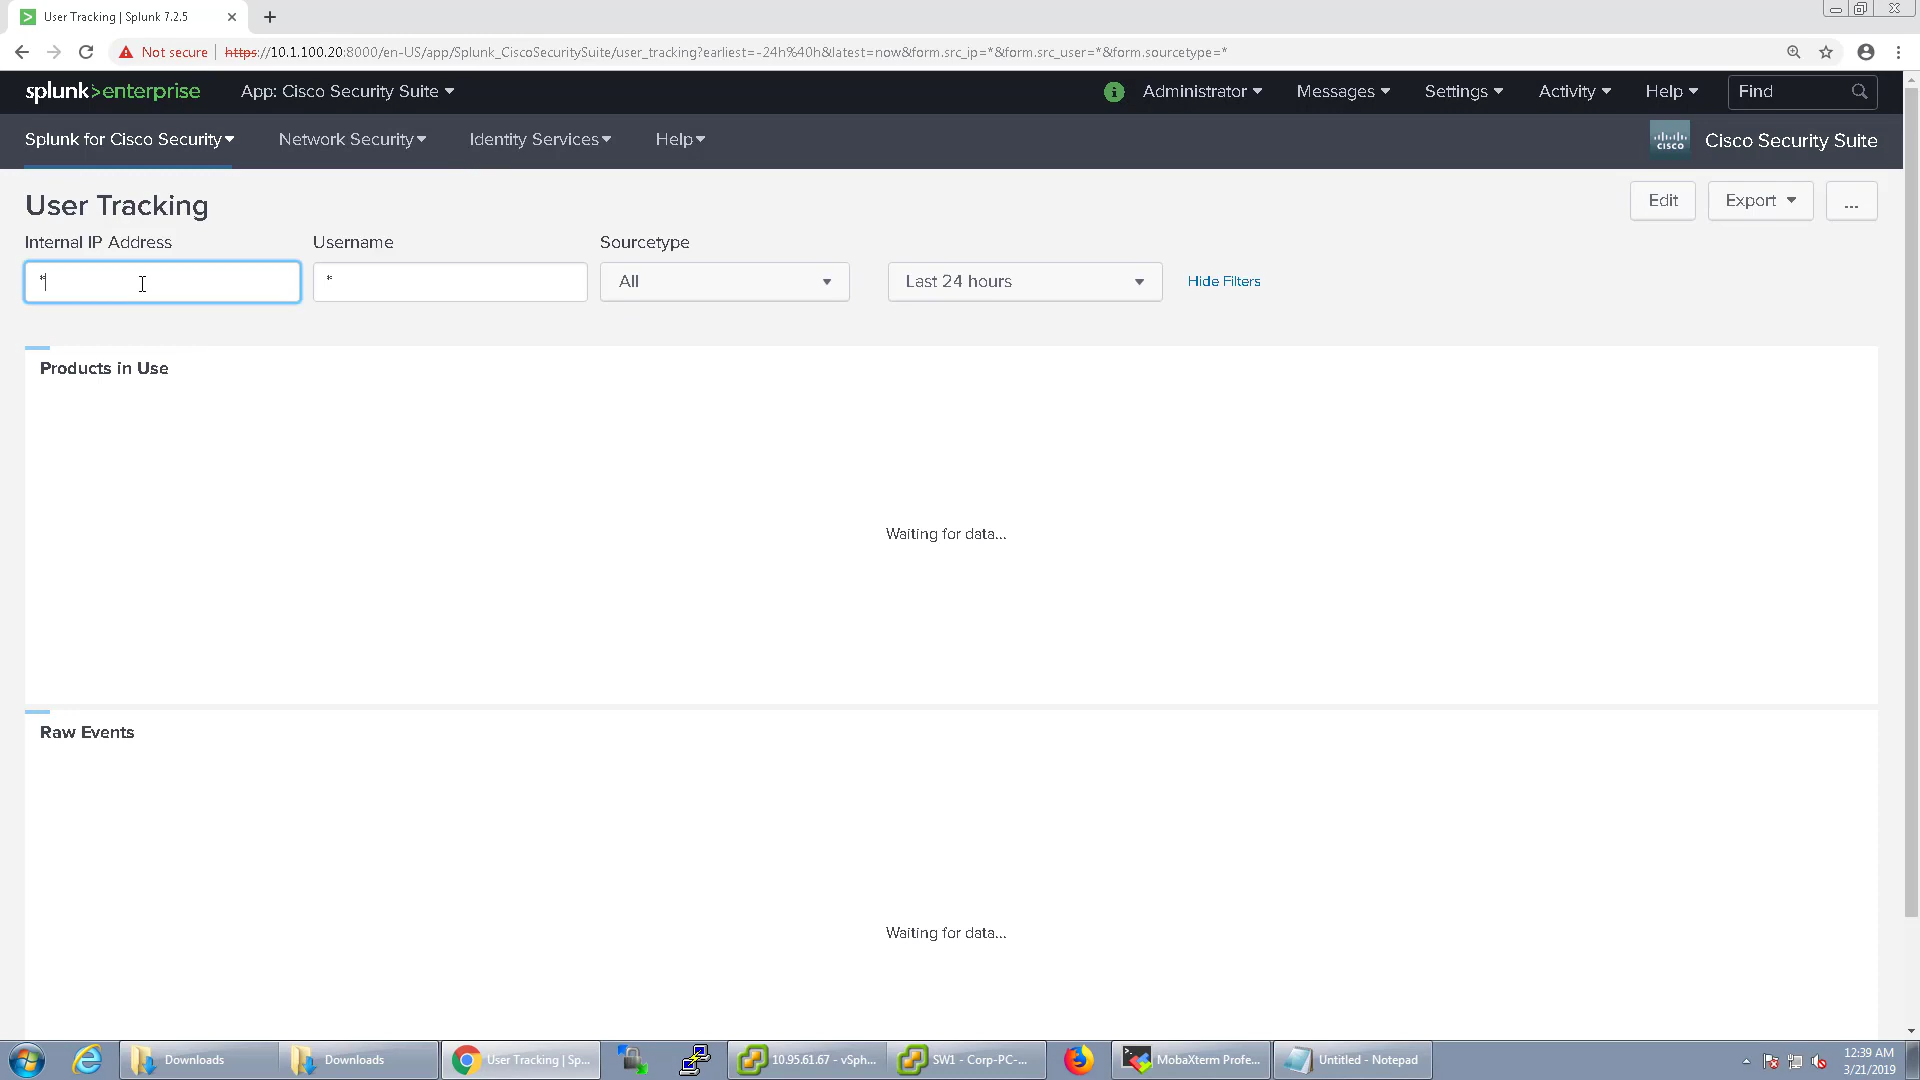 User Tracking | Splunk 7.2.5
Not secure | https://10.1.100.20:8000/en-US/app/Splunk_CiscoSecuritySuite/user_tracking?earliest=-24h%40h&latest=now&form.src_ip=*&form.src_user=*&form.sourcetype=*
splunk>enterprise App: Cisco Security Suite Administrator Messages Settings Activity Help Find
Splunk for Cisco Security Network Security Identity Services Help CISCO Cisco Security Suite
User Tracking Edit Export ...
Internal IP Address Username Sourcetype
* * All Last 24 hours Hide Filters
Products in Use
Waiting for data...
Raw Events
Waiting for data...
Downloads Downloads User Tracking | Sp... 10.95.61.67 - vSph... SW1 - Corp-PC-... MobaXterm Profe... Untitled - Notepad 12:39 AM
3/21/2019